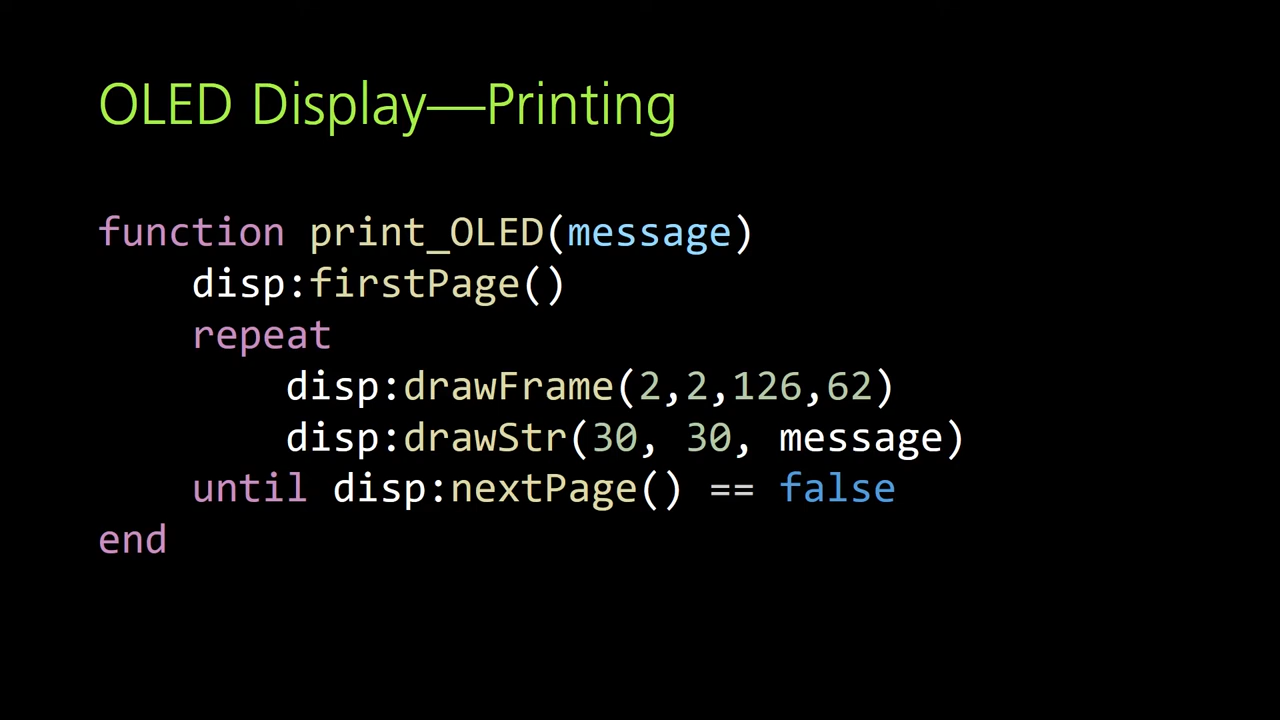 OLED Display—Printing
function print_OLED(message)
    disp:firstPage()
    repeat
        disp:drawFrame(2,2,126,62)
        disp:drawStr(30, 30, message)
    until disp:nextPage() == false
end